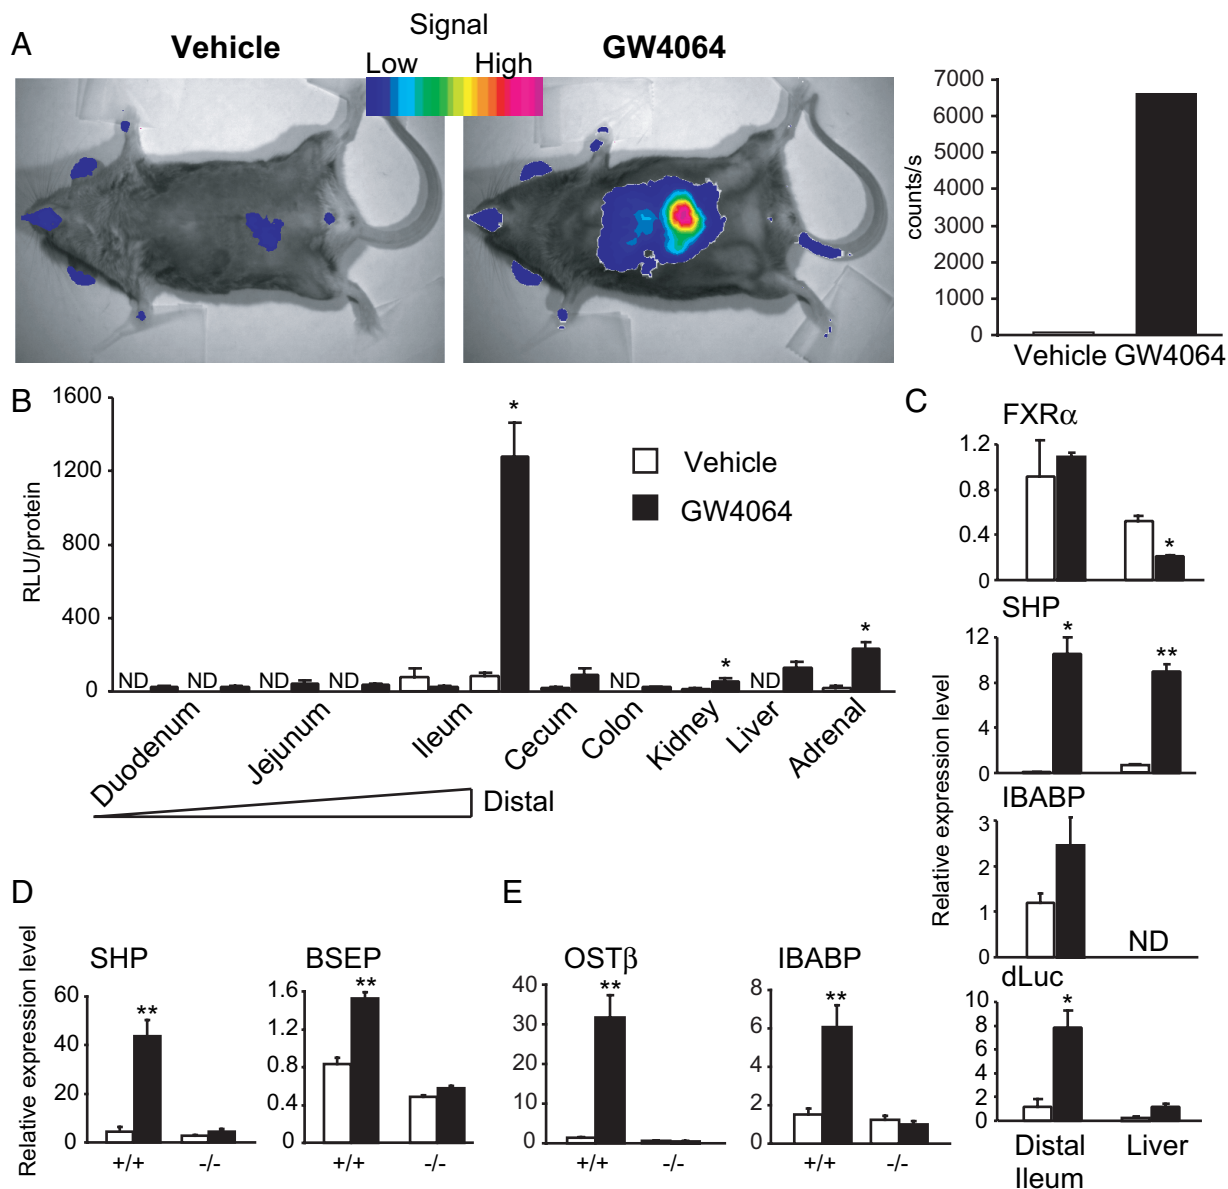 A
Vehicle
Signal
Low
High
GW4064
counts/s
7000
6000
5000
4000
3000
2000
1000
0
Vehicle
GW4064
B
RLU/protein
1600
1200
800
400
0
*
Vehicle
GW4064
ND
ND
ND
ND
ND
*
ND
*
Duodenum
Jejunum
Ileum
Cecum
Colon
Kidney
Liver
Adrenal
Distal
C
Relative expression level
FXRα
1.2
0.8
0.4
0
*
SHP
12
8
4
0
*
**
IBABP
3
2
1
0
ND
dLuc
10
8
6
4
2
0
*
Distal
Ileum
Liver
D
Relative expression level
SHP
60
40
20
0
**
+/+
-/-
BSEP
1.6
1.2
0.8
0.4
0
**
+/+
-/-
E
OSTβ
40
30
20
10
0
**
+/+
-/-
IBABP
8
6
4
2
0
**
+/+
-/-